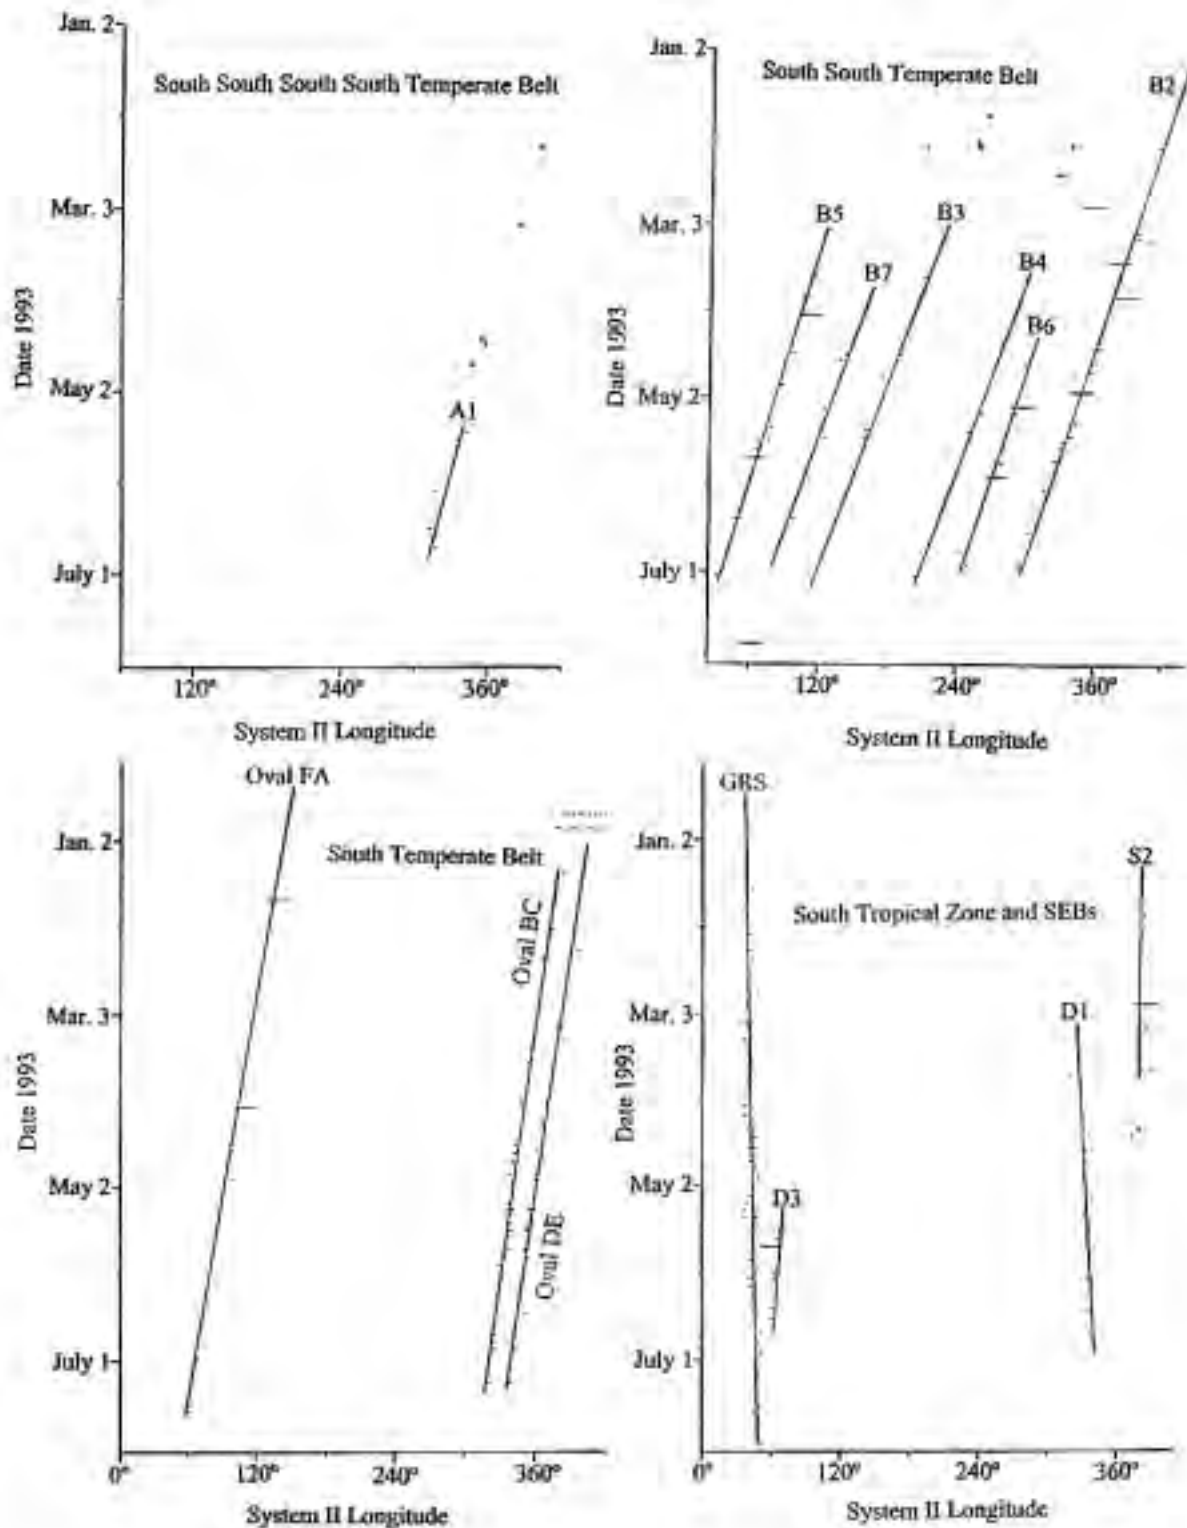 Jan. 2
South South South South Temperate Belt
Mar. 3
Date 1993
May 2
A1
July 1
120° 240° 360°
System II Longitude
Jan. 2
South South Temperate Belt
B2
Mar. 3
B5
B3
B7
B4
B6
Date 1993
May 2
July 1
120° 240° 360°
System II Longitude
Oval FA
Jan. 2
South Temperate Belt
Oval BC
Mar. 3
Date 1993
May 2
Oval DE
July 1
0° 120° 240° 360°
System II Longitude
GRS
Jan. 2
S2
South Tropical Zone and SEBs
Mar. 3
D1
Date 1993
May 2
D3
July 1
0° 120° 240° 360°
System II Longitude